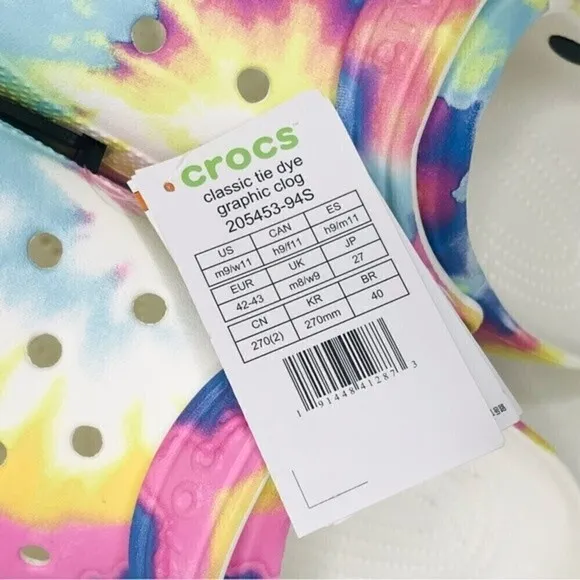 crocs™
classic tie dye
graphic clog
205453-94S
US CAN ES
m9/w11 h9/f11 h9/m11
EUR UK JP
42-43 m8/w9 27
CN KR BR
270(2) 270mm 40
1 91448 41287 3